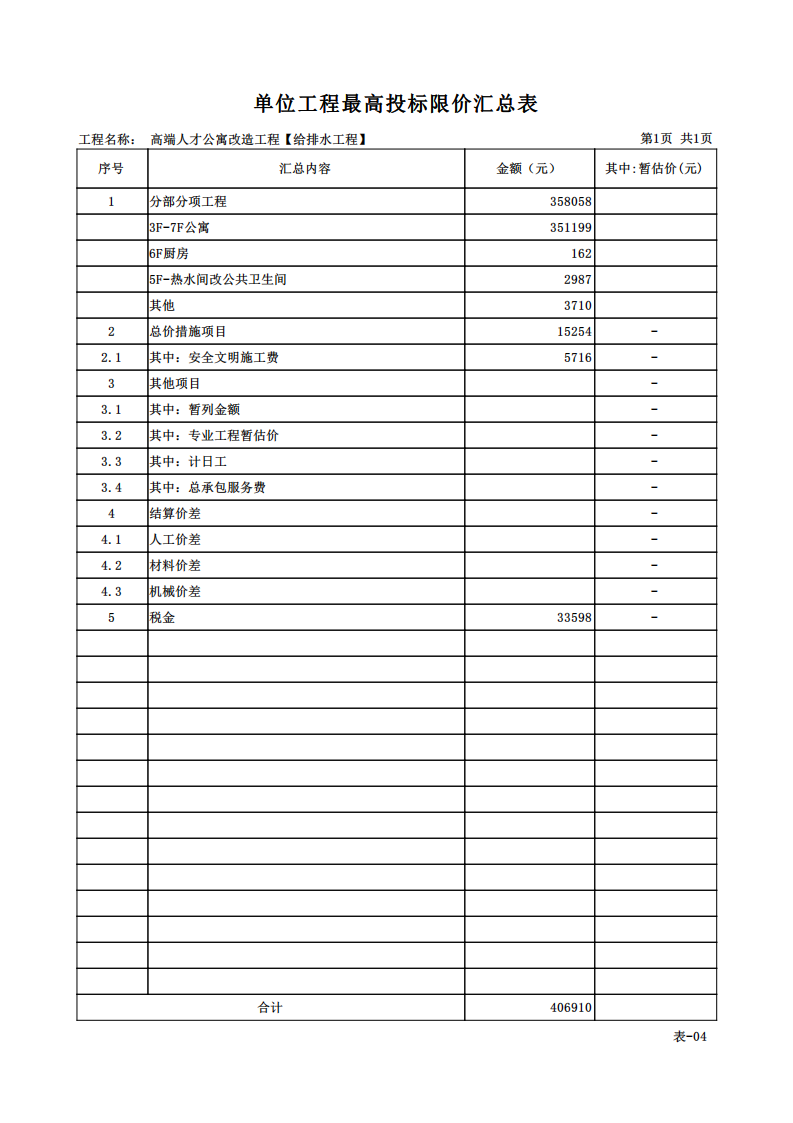 单位工程最高投标限价汇总表
工程名称: 高端人才公寓改造工程【给排水工程】 第1页 共1页
序号 汇总内容 金额（元） 其中:暂估价(元)
1 分部分项工程 358058
3F-7F公寓 351199
6F厨房 162
5F-热水间改公共卫生间 2987
其他 3710
2 总价措施项目 15254 -
2.1 其中: 安全文明施工费 5716 -
3 其他项目 -
3.1 其中: 暂列金额 -
3.2 其中: 专业工程暂估价 -
3.3 其中: 计日工 -
3.4 其中: 总承包服务费 -
4 结算价差 -
4.1 人工价差 -
4.2 材料价差 -
4.3 机械价差 -
5 税金 33598 -
合计 406910
表-04